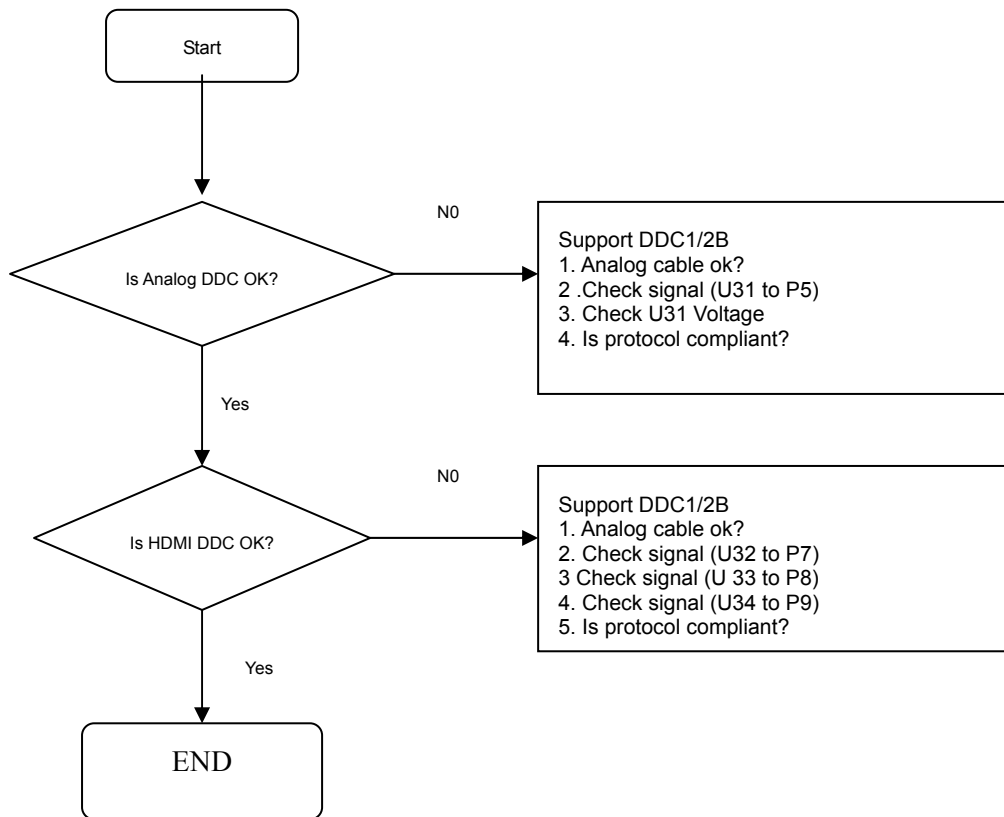 Start
Is Analog DDC OK?
N0
Support DDC1/2B
1. Analog cable ok?
2 .Check signal (U31 to P5)
3. Check U31 Voltage
4. Is protocol compliant?
Yes
Is HDMI DDC OK?
N0
Support DDC1/2B
1. Analog cable ok?
2. Check signal (U32 to P7)
3 Check signal (U 33 to P8)
4. Check signal (U34 to P9)
5. Is protocol compliant?
Yes
END